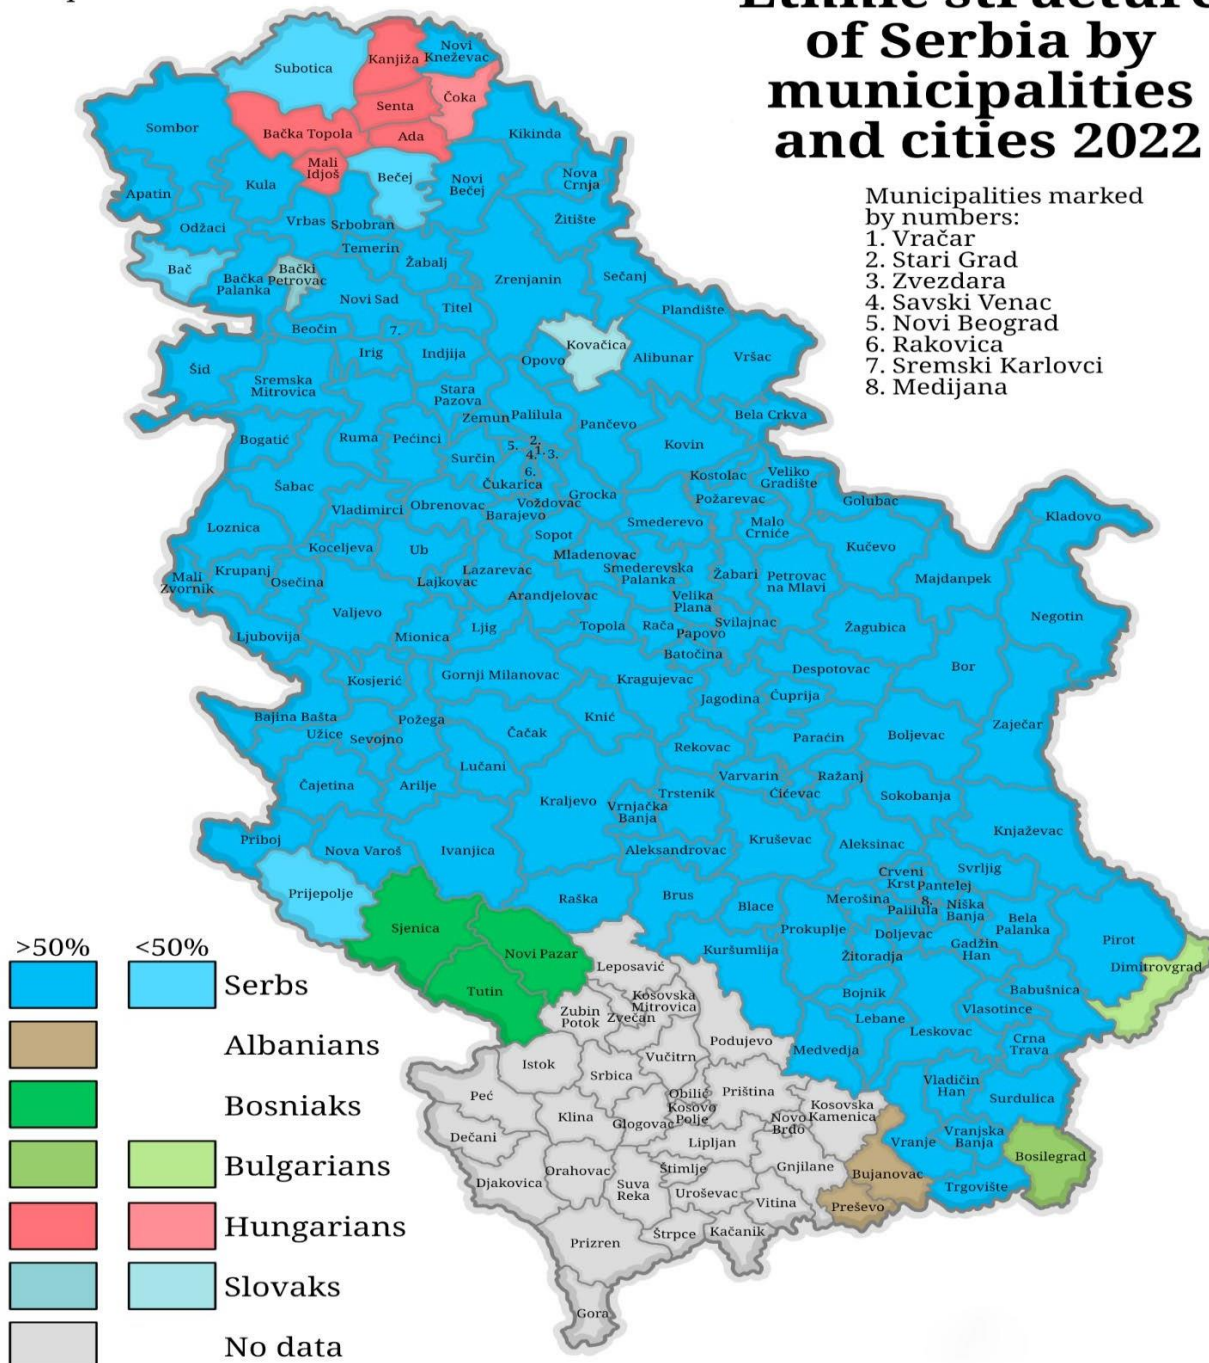 Ethnic structure
of Serbia by
municipalities
and cities 2022
Municipalities marked
by numbers:
1. Vračar
2. Stari Grad
3. Zvezdara
4. Savski Venac
5. Novi Beograd
6. Rakovica
7. Sremski Karlovci
8. Medijana
Subotica
Kanjiža
Novi
Kneževac
Senta
Čoka
Sombor
Bačka Topola
Ada
Kikinda
Mali
Idjoš
Bečej
Novi
Bečej
Nova
Crnja
Apatin
Kula
Vrbas
Srbobran
Žitište
Odžaci
Temerin
Žabalj
Bač
Bačka
Palanka
Bački
Petrovac
Novi Sad
Zrenjanin
Sečanj
Titel
Plandište
Beočin
7.
Irig
Indjija
Opovo
Kovačica
Alibunar
Vršac
Šid
Sremska
Mitrovica
Stara
Pazova
Zemun
Palilula
Pančevo
Bela Crkva
Bogatić
Ruma
Pećinci
Surčin
5.
2.
1.
4.
3.
6.
Kovin
Šabac
Čukarica
Grocka
Kostolac
Veliko
Gradište
Vladimirci
Obrenovac
Voždovac
Barajevo
Požarevac
Golubac
Kladovo
Loznica
Koceljeva
Ub
Sopot
Smederevo
Malo
Crniće
Kučevo
Mladenovac
Mali
Zvornik
Krupanj
Osečina
Lajkovac
Lazarevac
Smederevska
Palanka
Žabari
Petrovac
na Mlavi
Majdanpek
Arandjelovac
Velika
Plana
Negotin
Valjevo
Ljubovija
Mionica
Ljig
Topola
Rača
Papovo
Svilajnac
Žagubica
Batočina
Kosjerić
Gornji Milanovac
Kragujevac
Despotovac
Bor
Jagodina
Ćuprija
Bajina Bašta
Užice
Sevojno
Požega
Čačak
Knić
Rekovac
Paraćin
Boljevac
Zaječar
Lučani
Čajetina
Arilje
Kraljevo
Vrnjačka
Banja
Trstenik
Varvarin
Ćićevac
Ražanj
Sokobanja
Priboj
Nova Varoš
Ivanjica
Aleksandrovac
Kruševac
Aleksinac
Knjaževac
Prijepolje
Raška
Brus
Blace
Merošina
Crveni
Krst
Pantelej
8.
Palilula
Niška
Banja
Svrljig
Bela
Palanka
Sjenica
Novi Pazar
Kuršumlija
Prokuplje
Doljevac
Žitoradja
Gadžin
Han
Pirot
Dimitrovgrad
Tutin
Leposavić
Zubin
Potok
Zvečan
Kosovska
Mitrovica
Bojnik
Lebane
Leskovac
Vlasotince
Babušnica
Crna
Trava
Istok
Srbica
Vučitrn
Podujevo
Medvedja
Peć
Klina
Glogovac
Obilić
Kosovo
Polje
Priština
Novo
Brdo
Kosovska
Kamenica
Vladičin
Han
Surdulica
Dečani
Lipljan
Vranje
Vranjska
Banja
Bosilegrad
Djakovica
Orahovac
Suva
Reka
Štimlje
Uroševac
Gnjilane
Vitina
Bujanovac
Trgovište
Preševo
Prizren
Štrpce
Kačanik
Gora
>50% <50%
Serbs
Albanians
Bosniaks
Bulgarians
Hungarians
Slovaks
No data